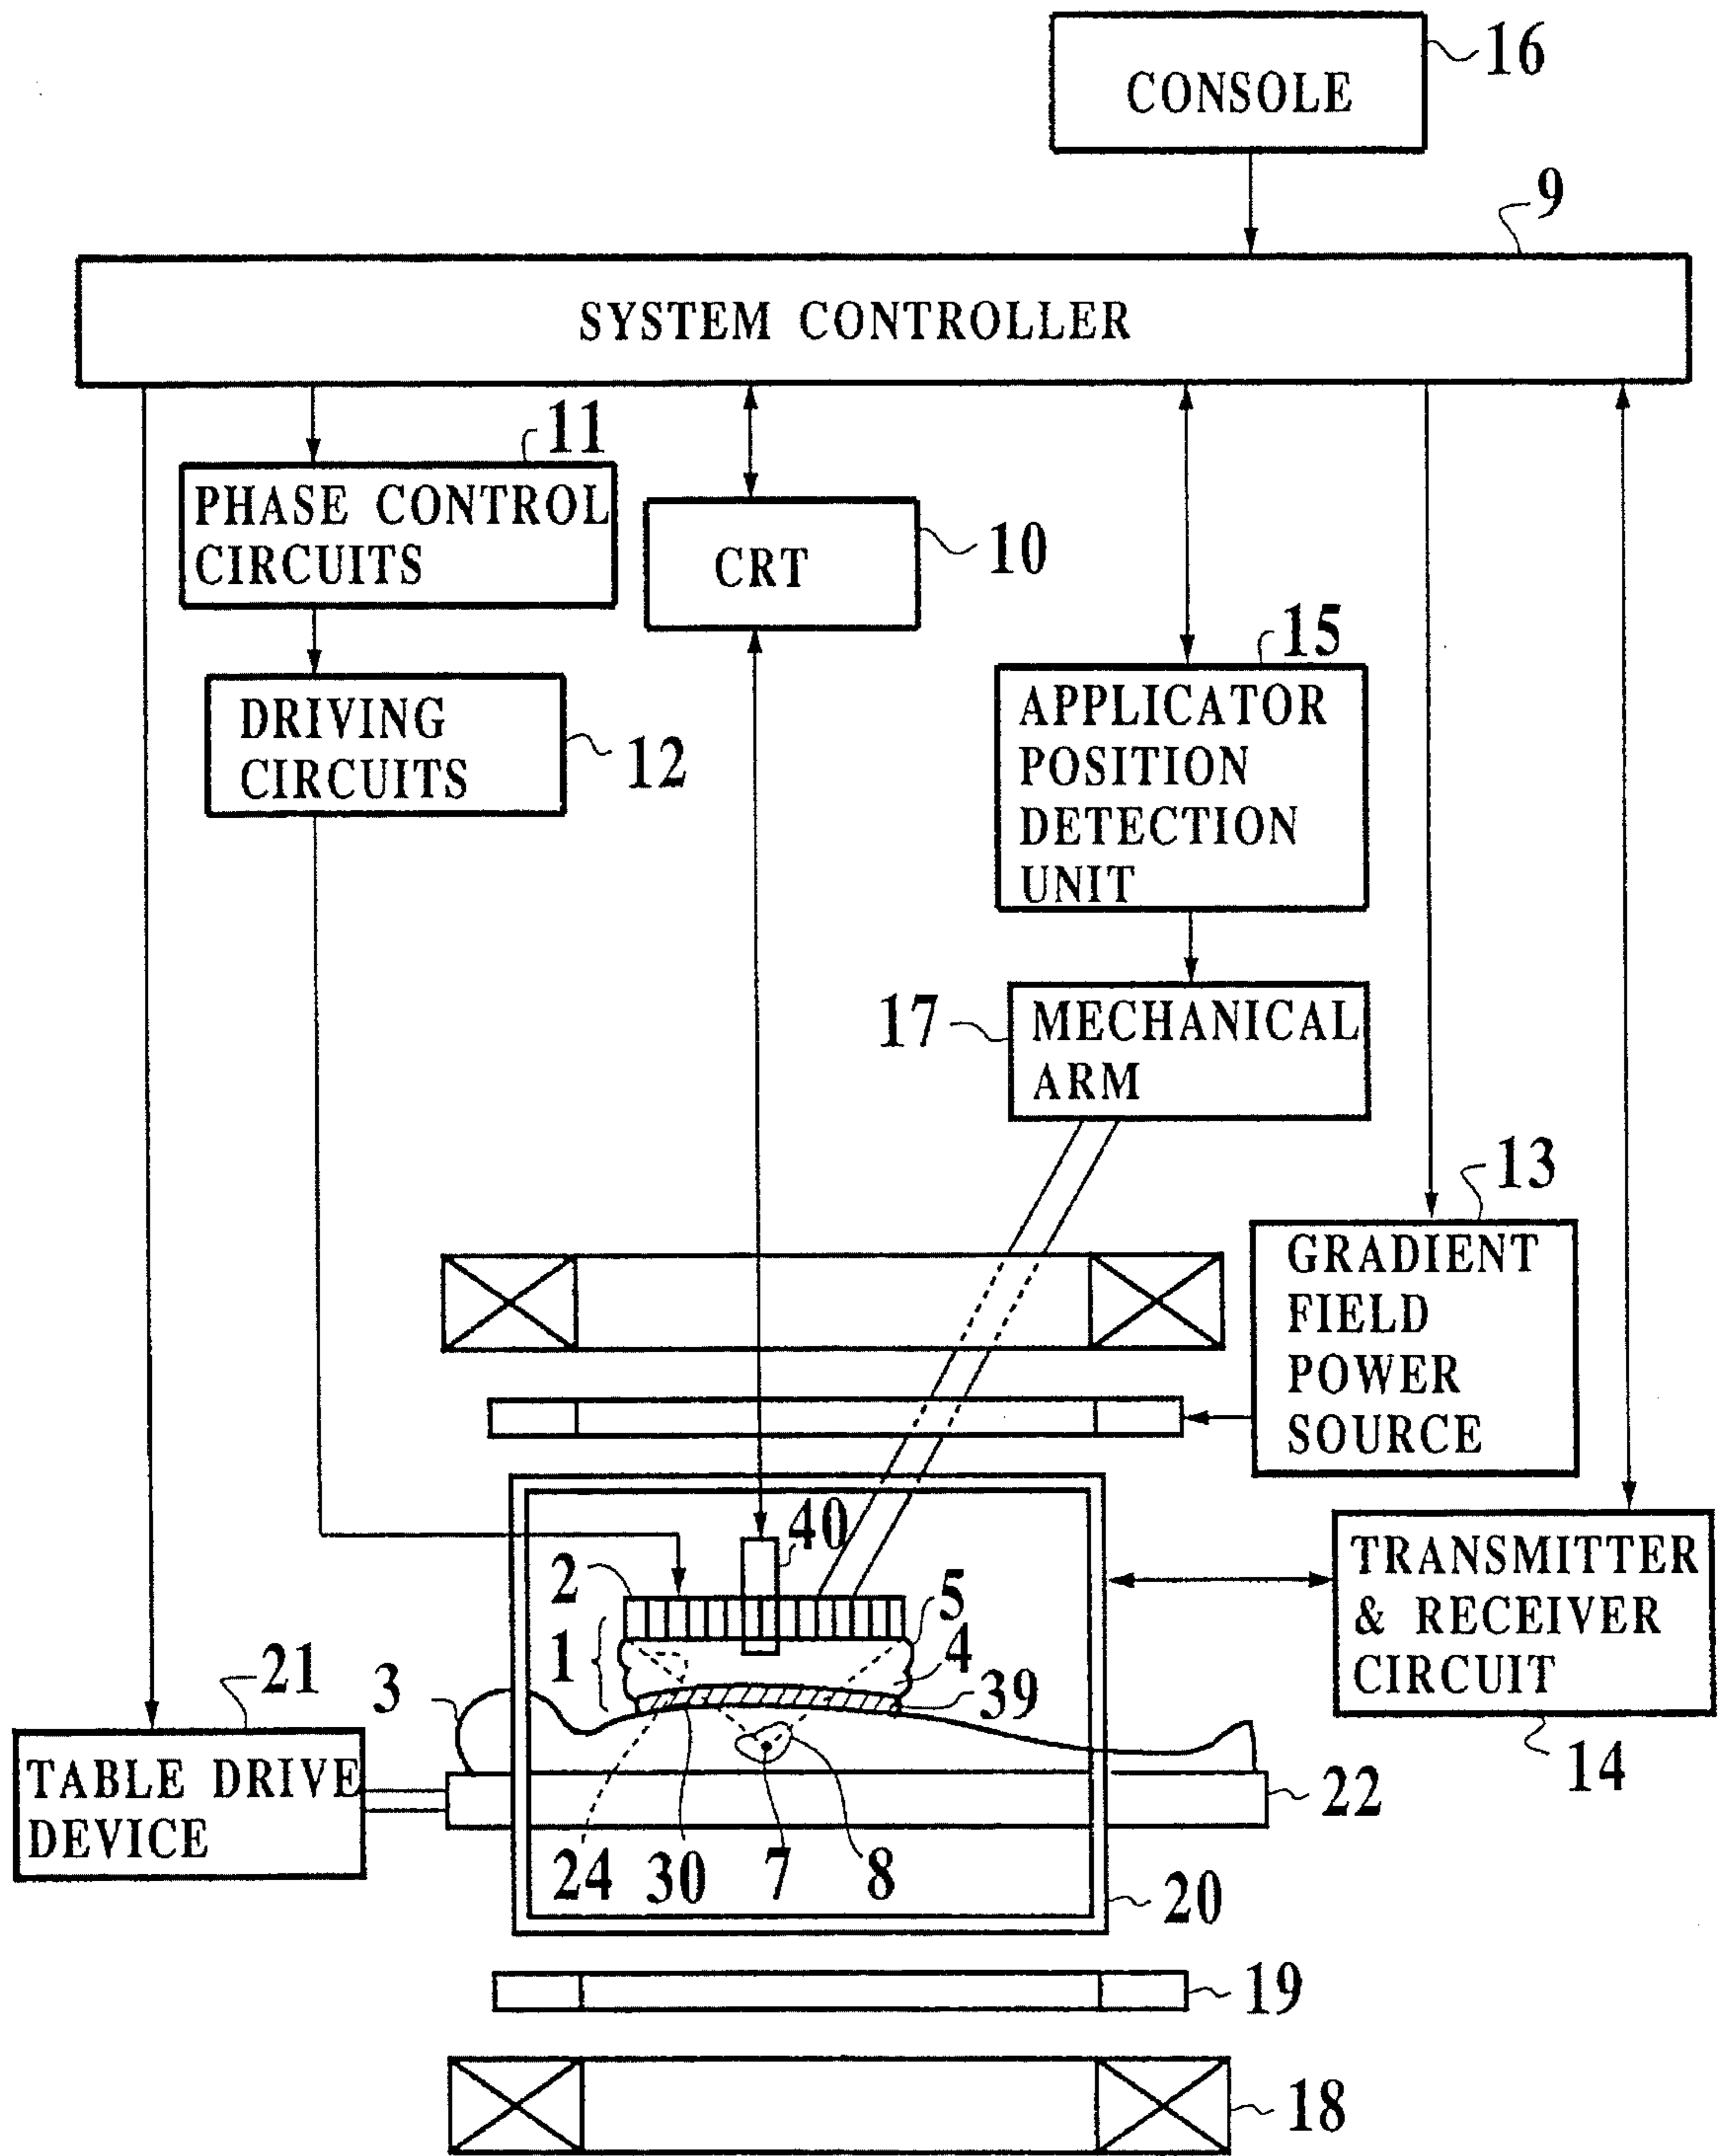 CONSOLE
16
9
SYSTEM CONTROLLER
11
PHASE CONTROL
CIRCUITS
CRT
10
15
DRIVING
CIRCUITS
12
APPLICATOR
POSITION
DETECTION
UNIT
17
MECHANICAL
ARM
13
GRADIENT
FIELD
POWER
SOURCE
40
2
5
1
4
39
TRANSMITTER
& RECEIVER
CIRCUIT
14
21
3
TABLE DRIVE
DEVICE
22
24
30
7
8
20
19
18